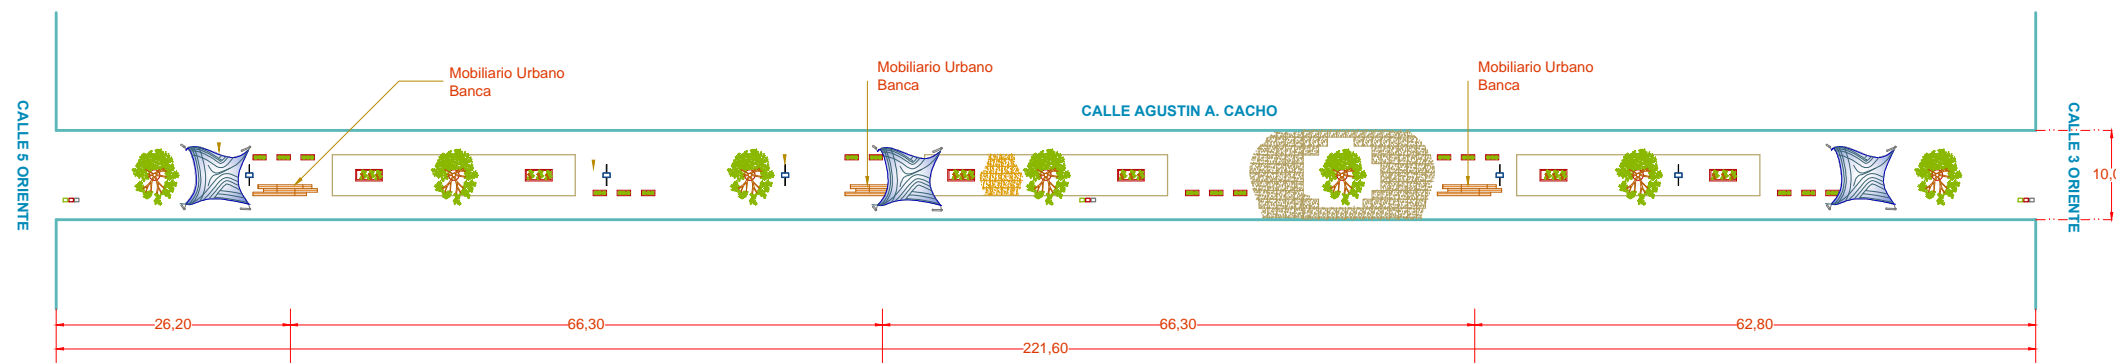 Mobiliario Urbano
Banca
Mobiliario Urbano
Banca
Mobiliario Urbano
Banca
CALLE AGUSTIN A. CACHO
CALLE 5 ORIENTE
CALLE 3 ORIENTE
26,20
66,30
66,30
62,80
221,60